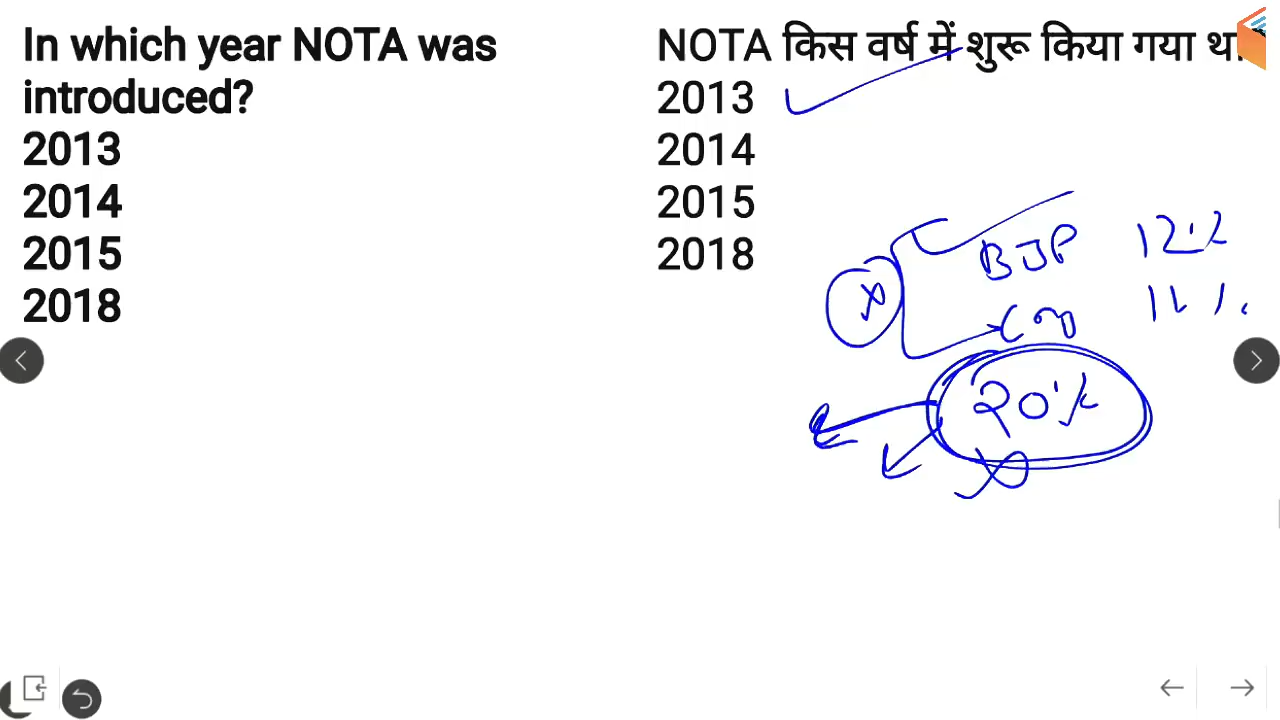 In which year NOTA was
introduced?
2013
2014
2015
2018
NOTA किस वर्ष में शुरू किया गया था
2013
2014
2015
2018
BJP
20%